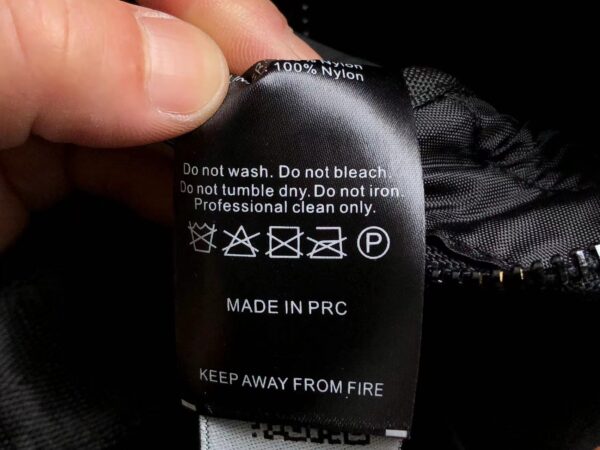 Nylon
100% Nylon
Do not wash. Do not bleach.
Do not tumble dny. Do not iron.
Professional clean only.
P
MADE IN PRC
KEEP AWAY FROM FIRE